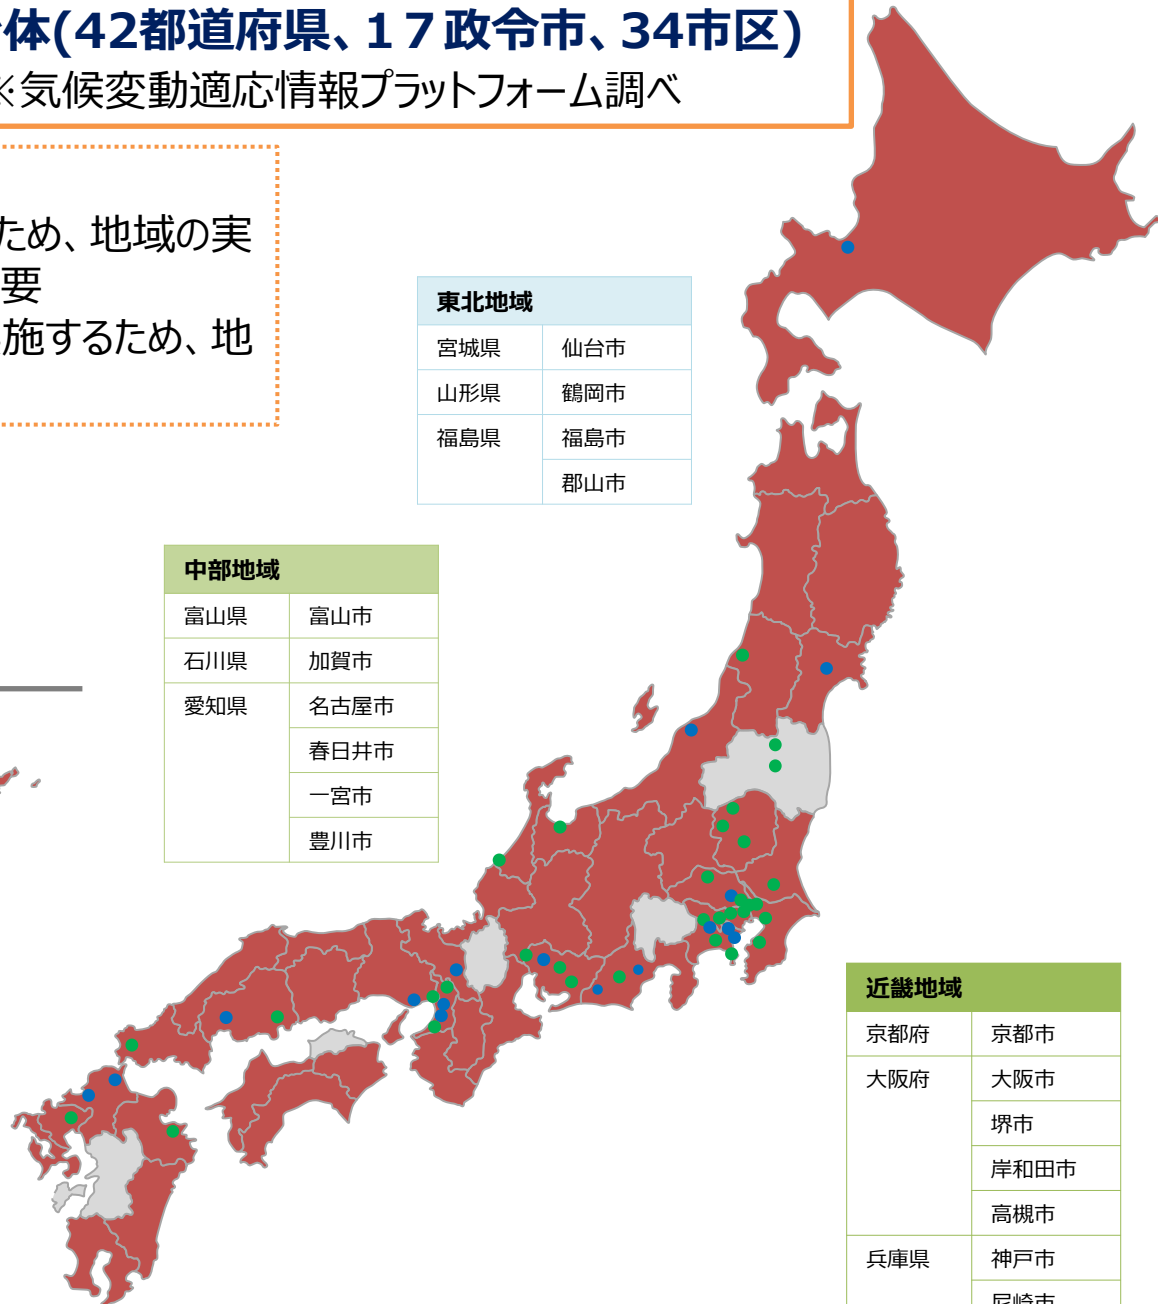 体(42都道府県、１７政令市、34市区)
※気候変動適応情報プラットフォーム調べ
ため、地域の実
要
施するため、地
東北地域
宮城県 仙台市
山形県 鶴岡市
福島県 福島市
郡山市
中部地域
富山県 富山市
石川県 加賀市
愛知県 名古屋市
春日井市
一宮市
豊川市
近畿地域
京都府 京都市
大阪府 大阪市
堺市
岸和田市
高槻市
兵庫県 神戸市
尼崎市